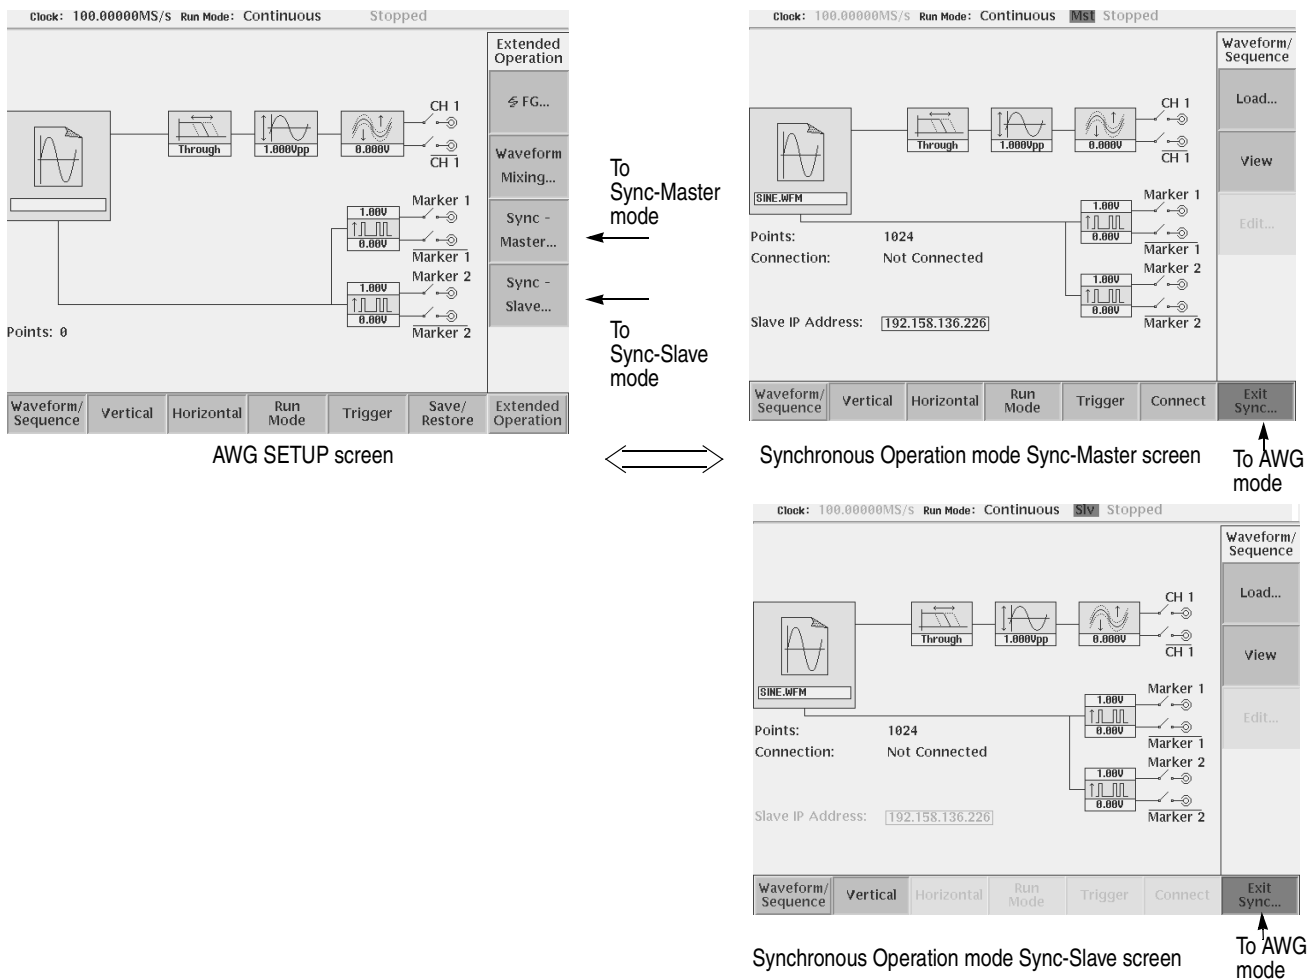 Clock: 100.00000MS/s Run Mode: Continuous Stopped
Extended
Operation
FG...
Waveform
Mixing...
Sync -
Master...
Sync -
Slave...
CH 1
CH 1
Through
1.000Vpp
0.000V
Marker 1
1.00V
0.00V
Marker 1
Marker 2
1.00V
0.00V
Marker 2
Points: 0
Waveform/
Sequence
Vertical
Horizontal
Run
Mode
Trigger
Save/
Restore
Extended
Operation
AWG SETUP screen
To
Sync-Master
mode
To
Sync-Slave
mode
Clock: 100.00000MS/s Run Mode: Continuous Mst Stopped
Waveform/
Sequence
Load...
View
Edit...
CH 1
CH 1
Through
1.000Vpp
0.000V
SINE.WFM
Marker 1
1.00V
0.00V
Marker 1
Marker 2
1.00V
0.00V
Marker 2
Points: 1024
Connection: Not Connected
Slave IP Address: 192.158.136.226
Waveform/
Sequence
Vertical
Horizontal
Run
Mode
Trigger
Connect
Exit
Sync...
Synchronous Operation mode Sync-Master screen
To AWG
mode
Clock: 100.00000MS/s Run Mode: Continuous Slv Stopped
Waveform/
Sequence
Load...
View
Edit...
CH 1
CH 1
Through
1.000Vpp
0.000V
SINE.WFM
Marker 1
1.00V
0.00V
Marker 1
Marker 2
1.00V
0.00V
Marker 2
Points: 1024
Connection: Not Connected
Slave IP Address: 192.158.136.226
Waveform/
Sequence
Vertical
Horizontal
Run
Mode
Trigger
Connect
Exit
Sync...
Synchronous Operation mode Sync-Slave screen
To AWG
mode